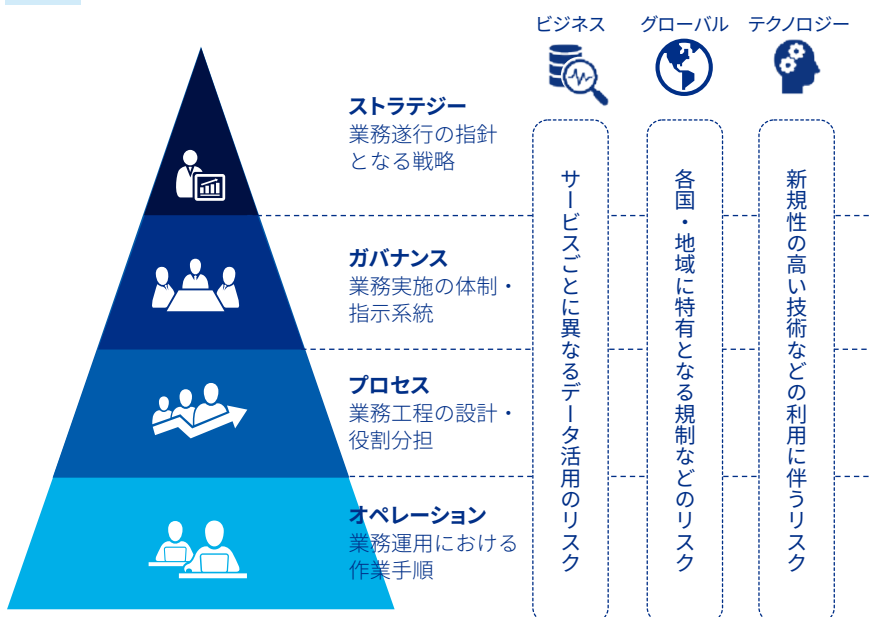 ビジネス
グローバル
テクノロジー
ストラテジー
業務遂行の指針
となる戦略
ガバナンス
業務実施の体制・
指示系統
プロセス
業務工程の設計・
役割分担
オペレーション
業務運用における
作業手順
サービスごとに異なるデータ活用のリスク
各国・地域に特有となる規制などのリスク
新規性の高い技術などの利用に伴うリスク